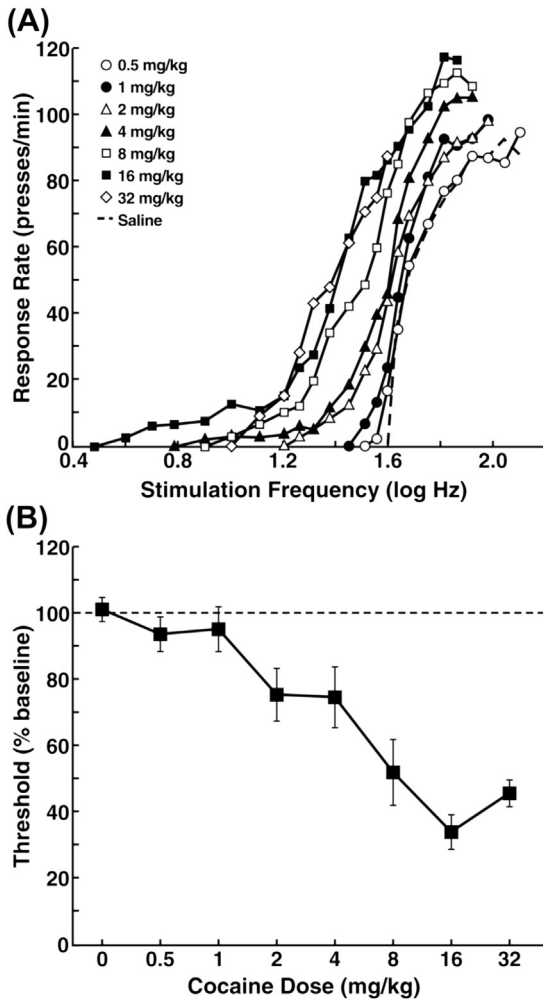 (A)
120
100
80
60
40
20
0
Response Rate (presses/min)
0.5 mg/kg
1 mg/kg
2 mg/kg
4 mg/kg
8 mg/kg
16 mg/kg
32 mg/kg
Saline
0.4 0.8 1.2 1.6 2.0
Stimulation Frequency (log Hz)
(B)
120
100
80
60
40
20
0
Threshold (% baseline)
0 0.5 1 2 4 8 16 32
Cocaine Dose (mg/kg)